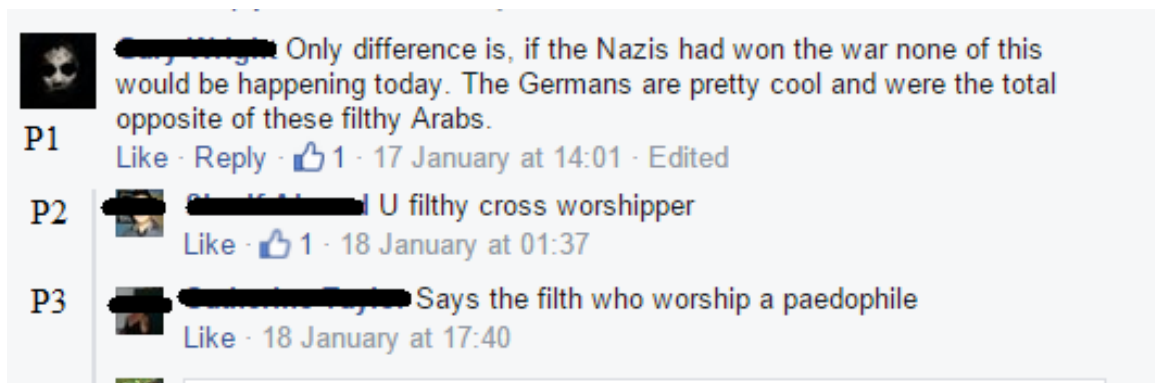 Only difference is, if the Nazis had won the war none of this
would be happening today. The Germans are pretty cool and were the total
opposite of these filthy Arabs.
P1
Like · Reply · 1 · 17 January at 14:01 · Edited
P2
U filthy cross worshipper
Like · 1 · 18 January at 01:37
P3
Says the filth who worship a paedophile
Like · 18 January at 17:40